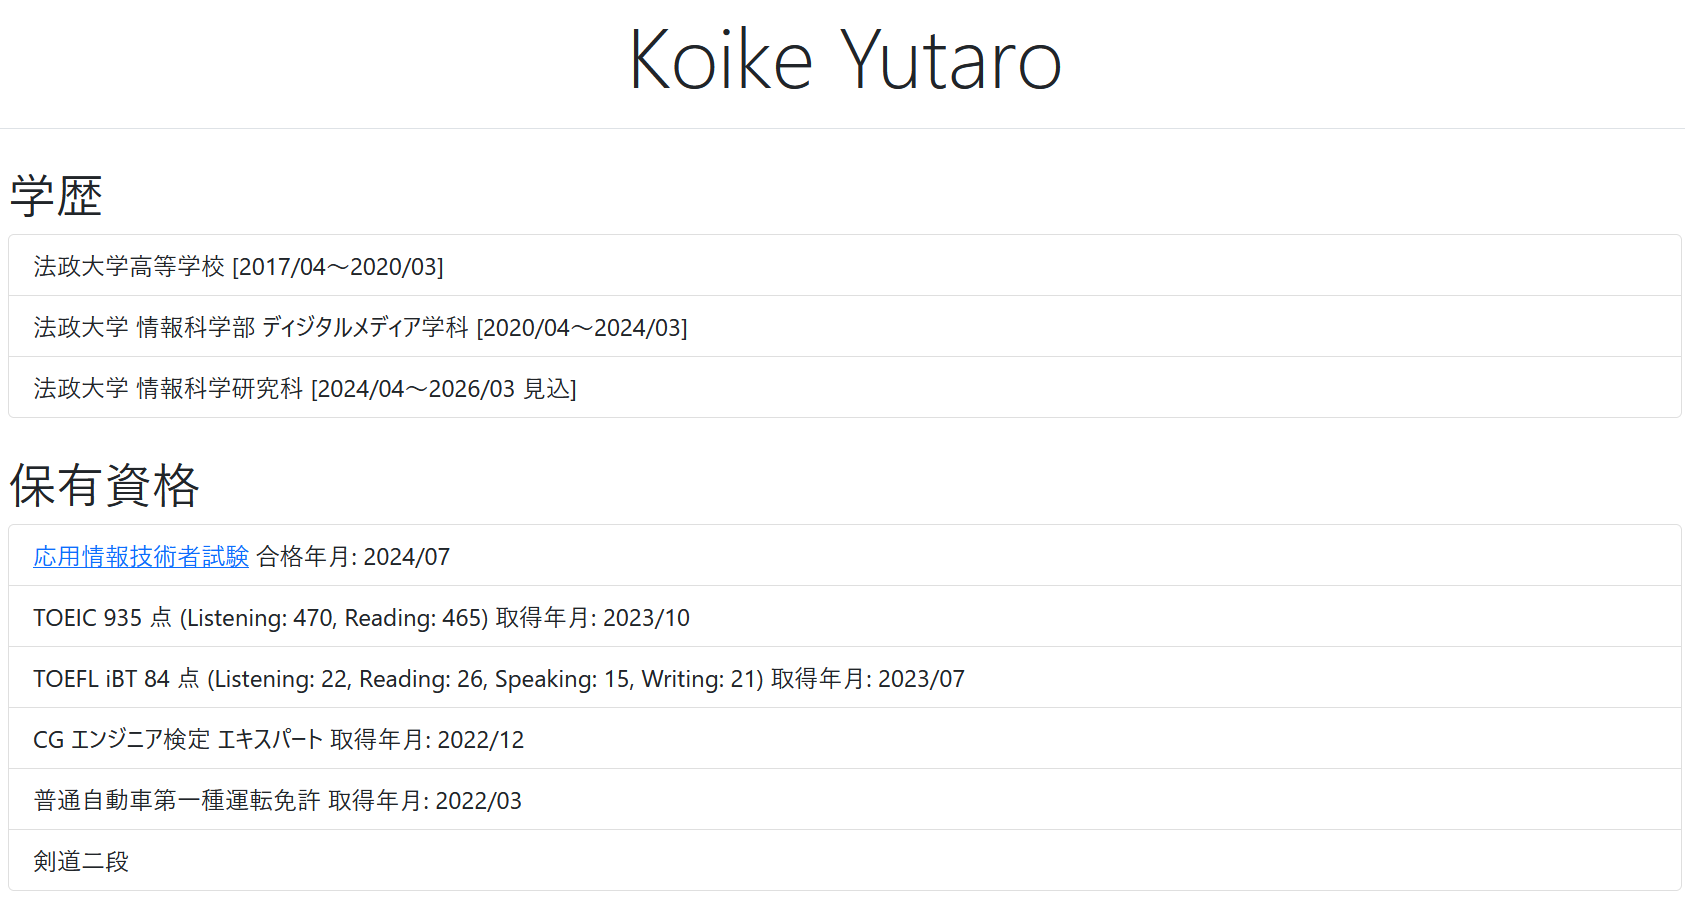 Koike Yutaro
学歴
法政大学高等学校 [2017/04～2020/03]
法政大学 情報科学部 ディジタルメディア学科 [2020/04～2024/03]
法政大学 情報科学研究科 [2024/04～2026/03 見込]
保有資格
応用情報技術者試験 合格年月: 2024/07
TOEIC 935 点 (Listening: 470, Reading: 465) 取得年月: 2023/10
TOEFL iBT 84 点 (Listening: 22, Reading: 26, Speaking: 15, Writing: 21) 取得年月: 2023/07
CG エンジニア検定 エキスパート 取得年月: 2022/12
普通自動車第一種運転免許 取得年月: 2022/03
剣道二段